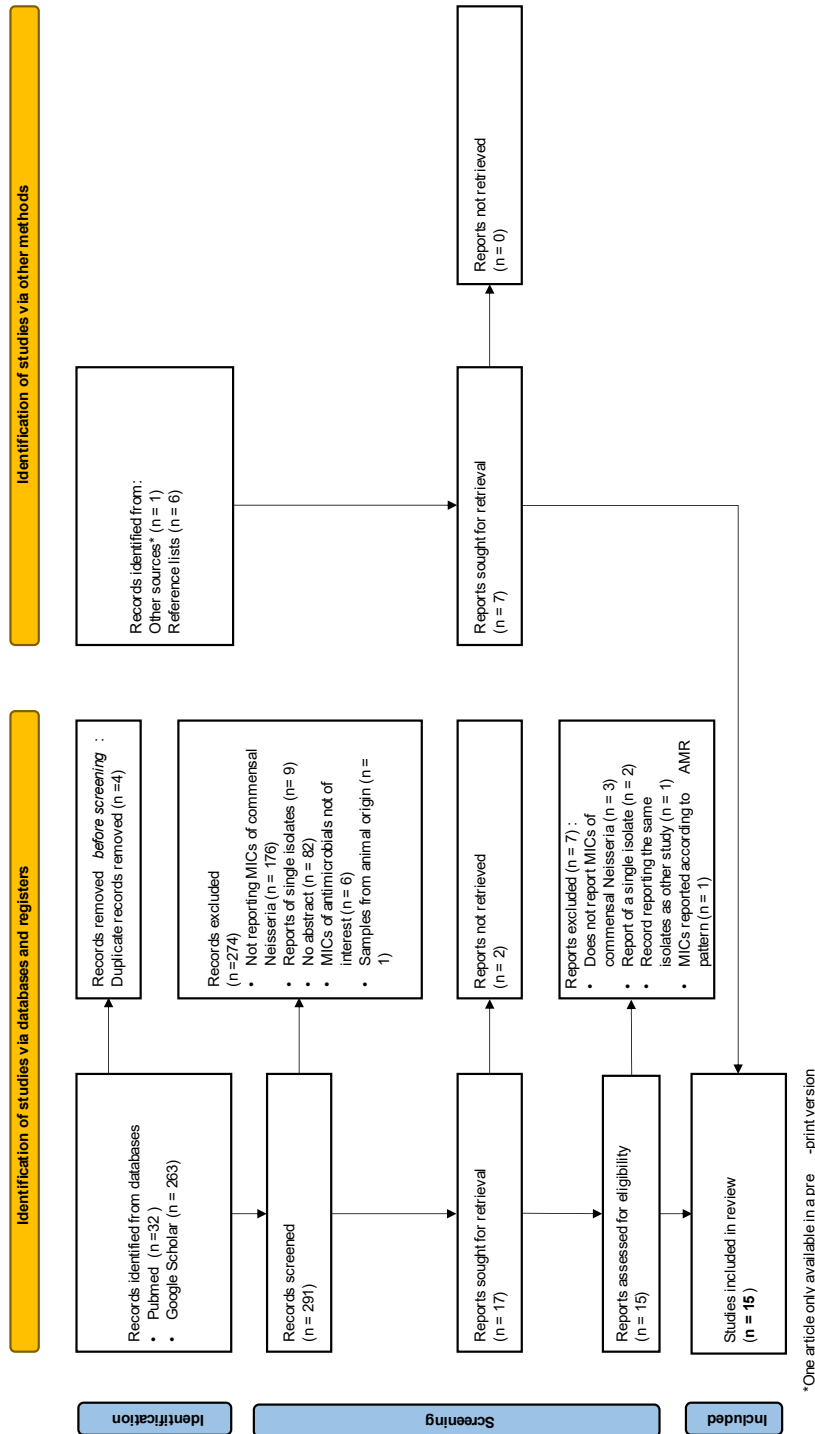 Identification of studies via databases and registers
Identification of studies via other methods
Identification
Records identified from databases
• Pubmed (n =32 )
• Google Scholar (n = 263)
Records removed before screening :
Duplicate records removed (n =4)
Records identified from:
Other sources* (n = 1)
Reference lists (n = 6)
Screening
Records screened
(n = 291)
Records excluded
(n =274)
• Not reporting MICs of commensal
Neisseria (n = 176)
• Reports of single isolates (n= 9)
• No abstract (n = 82)
• MICs of antimicrobials not of
interest (n = 6)
• Samples from animal origin (n =
1)
Reports sought for retrieval
(n = 17)
Reports not retrieved
(n = 2)
Reports sought for retrieval
(n = 7)
Reports not retrieved
(n = 0)
Reports assessed for eligibility
(n = 15)
Reports excluded (n = 7) :
• Does not report MICs of
commensal Neisseria (n = 3)
• Report of a single isolate (n = 2)
• Record reporting the same
isolates as other study (n = 1)
• MICs reported according to AMR
pattern (n = 1)
Included
Studies included in review
(n = 15)
*One article only available in a pre -print version